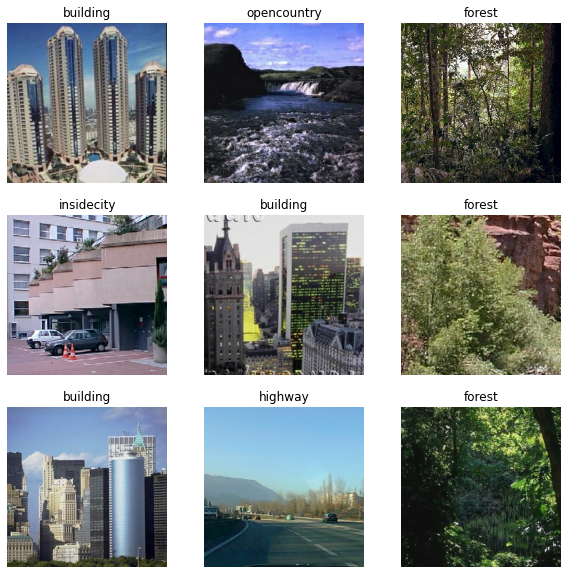 building
opencountry
forest
insidecity
building
forest
building
highway
forest